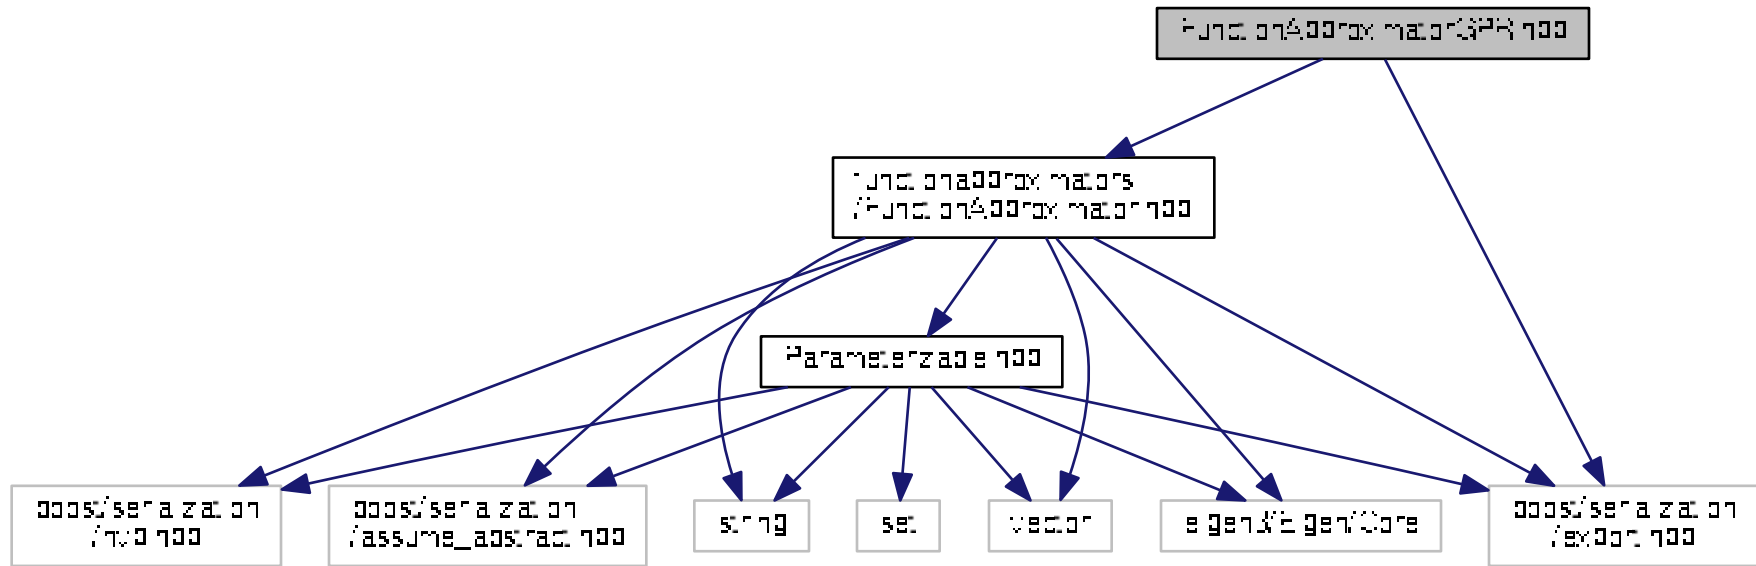 FunctionApproximatorGPR.hpp
functionapproximators
/FunctionApproximator.hpp
Parameterizable.hpp
boost/serialization
/nvp.hpp
boost/serialization
/assume_abstract.hpp
string
set
vector
eigen3/Eigen/Core
boost/serialization
/export.hpp